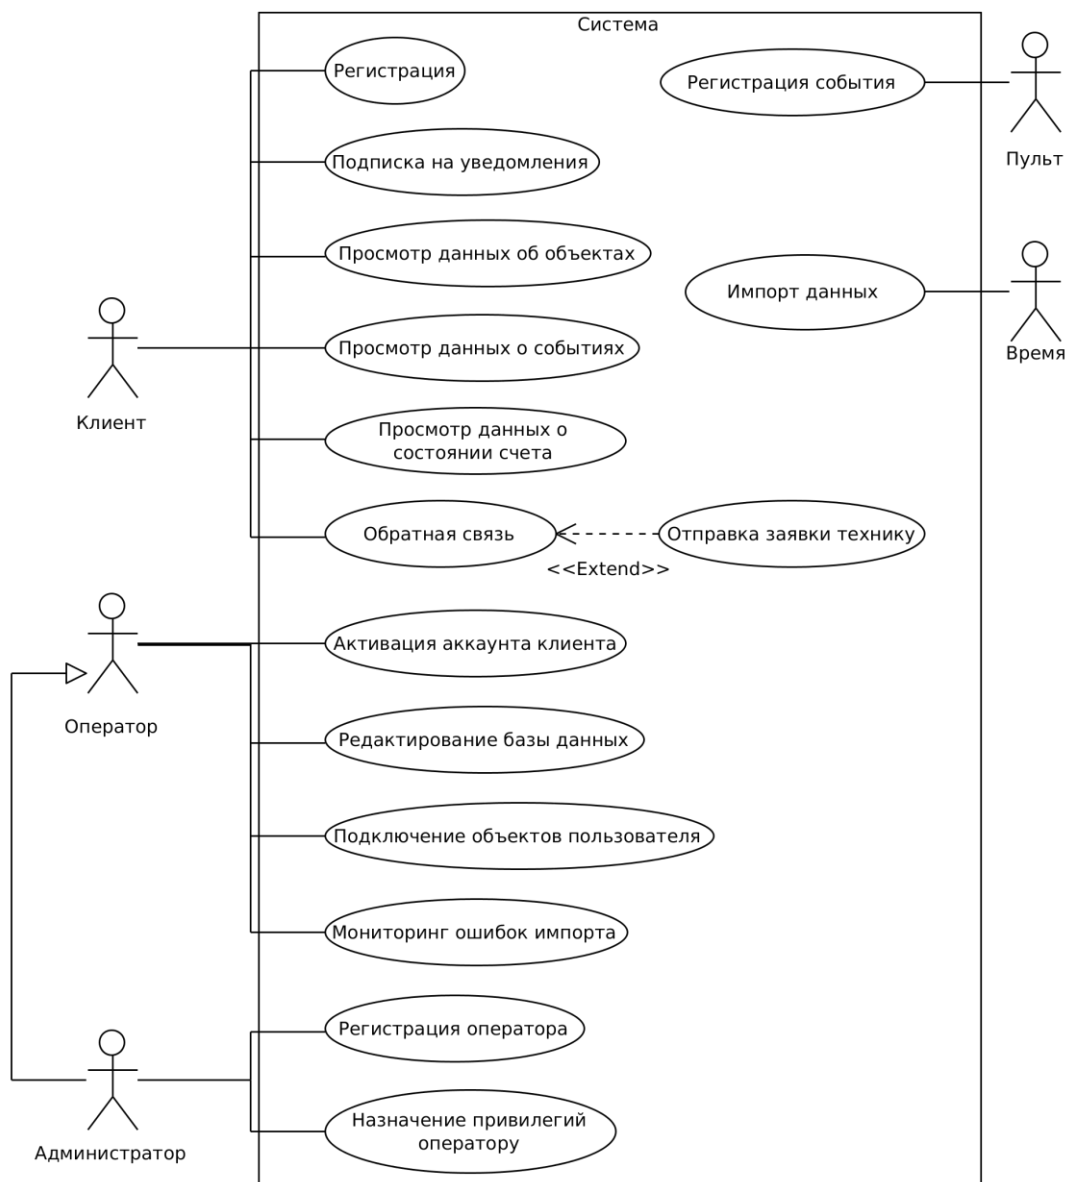 Система
Регистрация
Регистрация события
Пульт
Подписка на уведомления
Просмотр данных об объектах
Импорт данных
Время
Просмотр данных о событиях
Клиент
Просмотр данных о
состоянии счета
Обратная связь
Отправка заявки технику
<<Extend>>
Активация аккаунта клиента
Оператор
Редактирование базы данных
Подключение объектов пользователя
Мониторинг ошибок импорта
Регистрация оператора
Назначение привилегий
оператору
Администратор